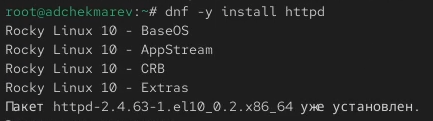 root@adchekmarev:~# dnf -y install httpd
Rocky Linux 10 - BaseOS
Rocky Linux 10 - AppStream
Rocky Linux 10 - CRB
Rocky Linux 10 - Extras
Пакет httpd-2.4.63-1.el10_0.2.x86_64 уже установлен.